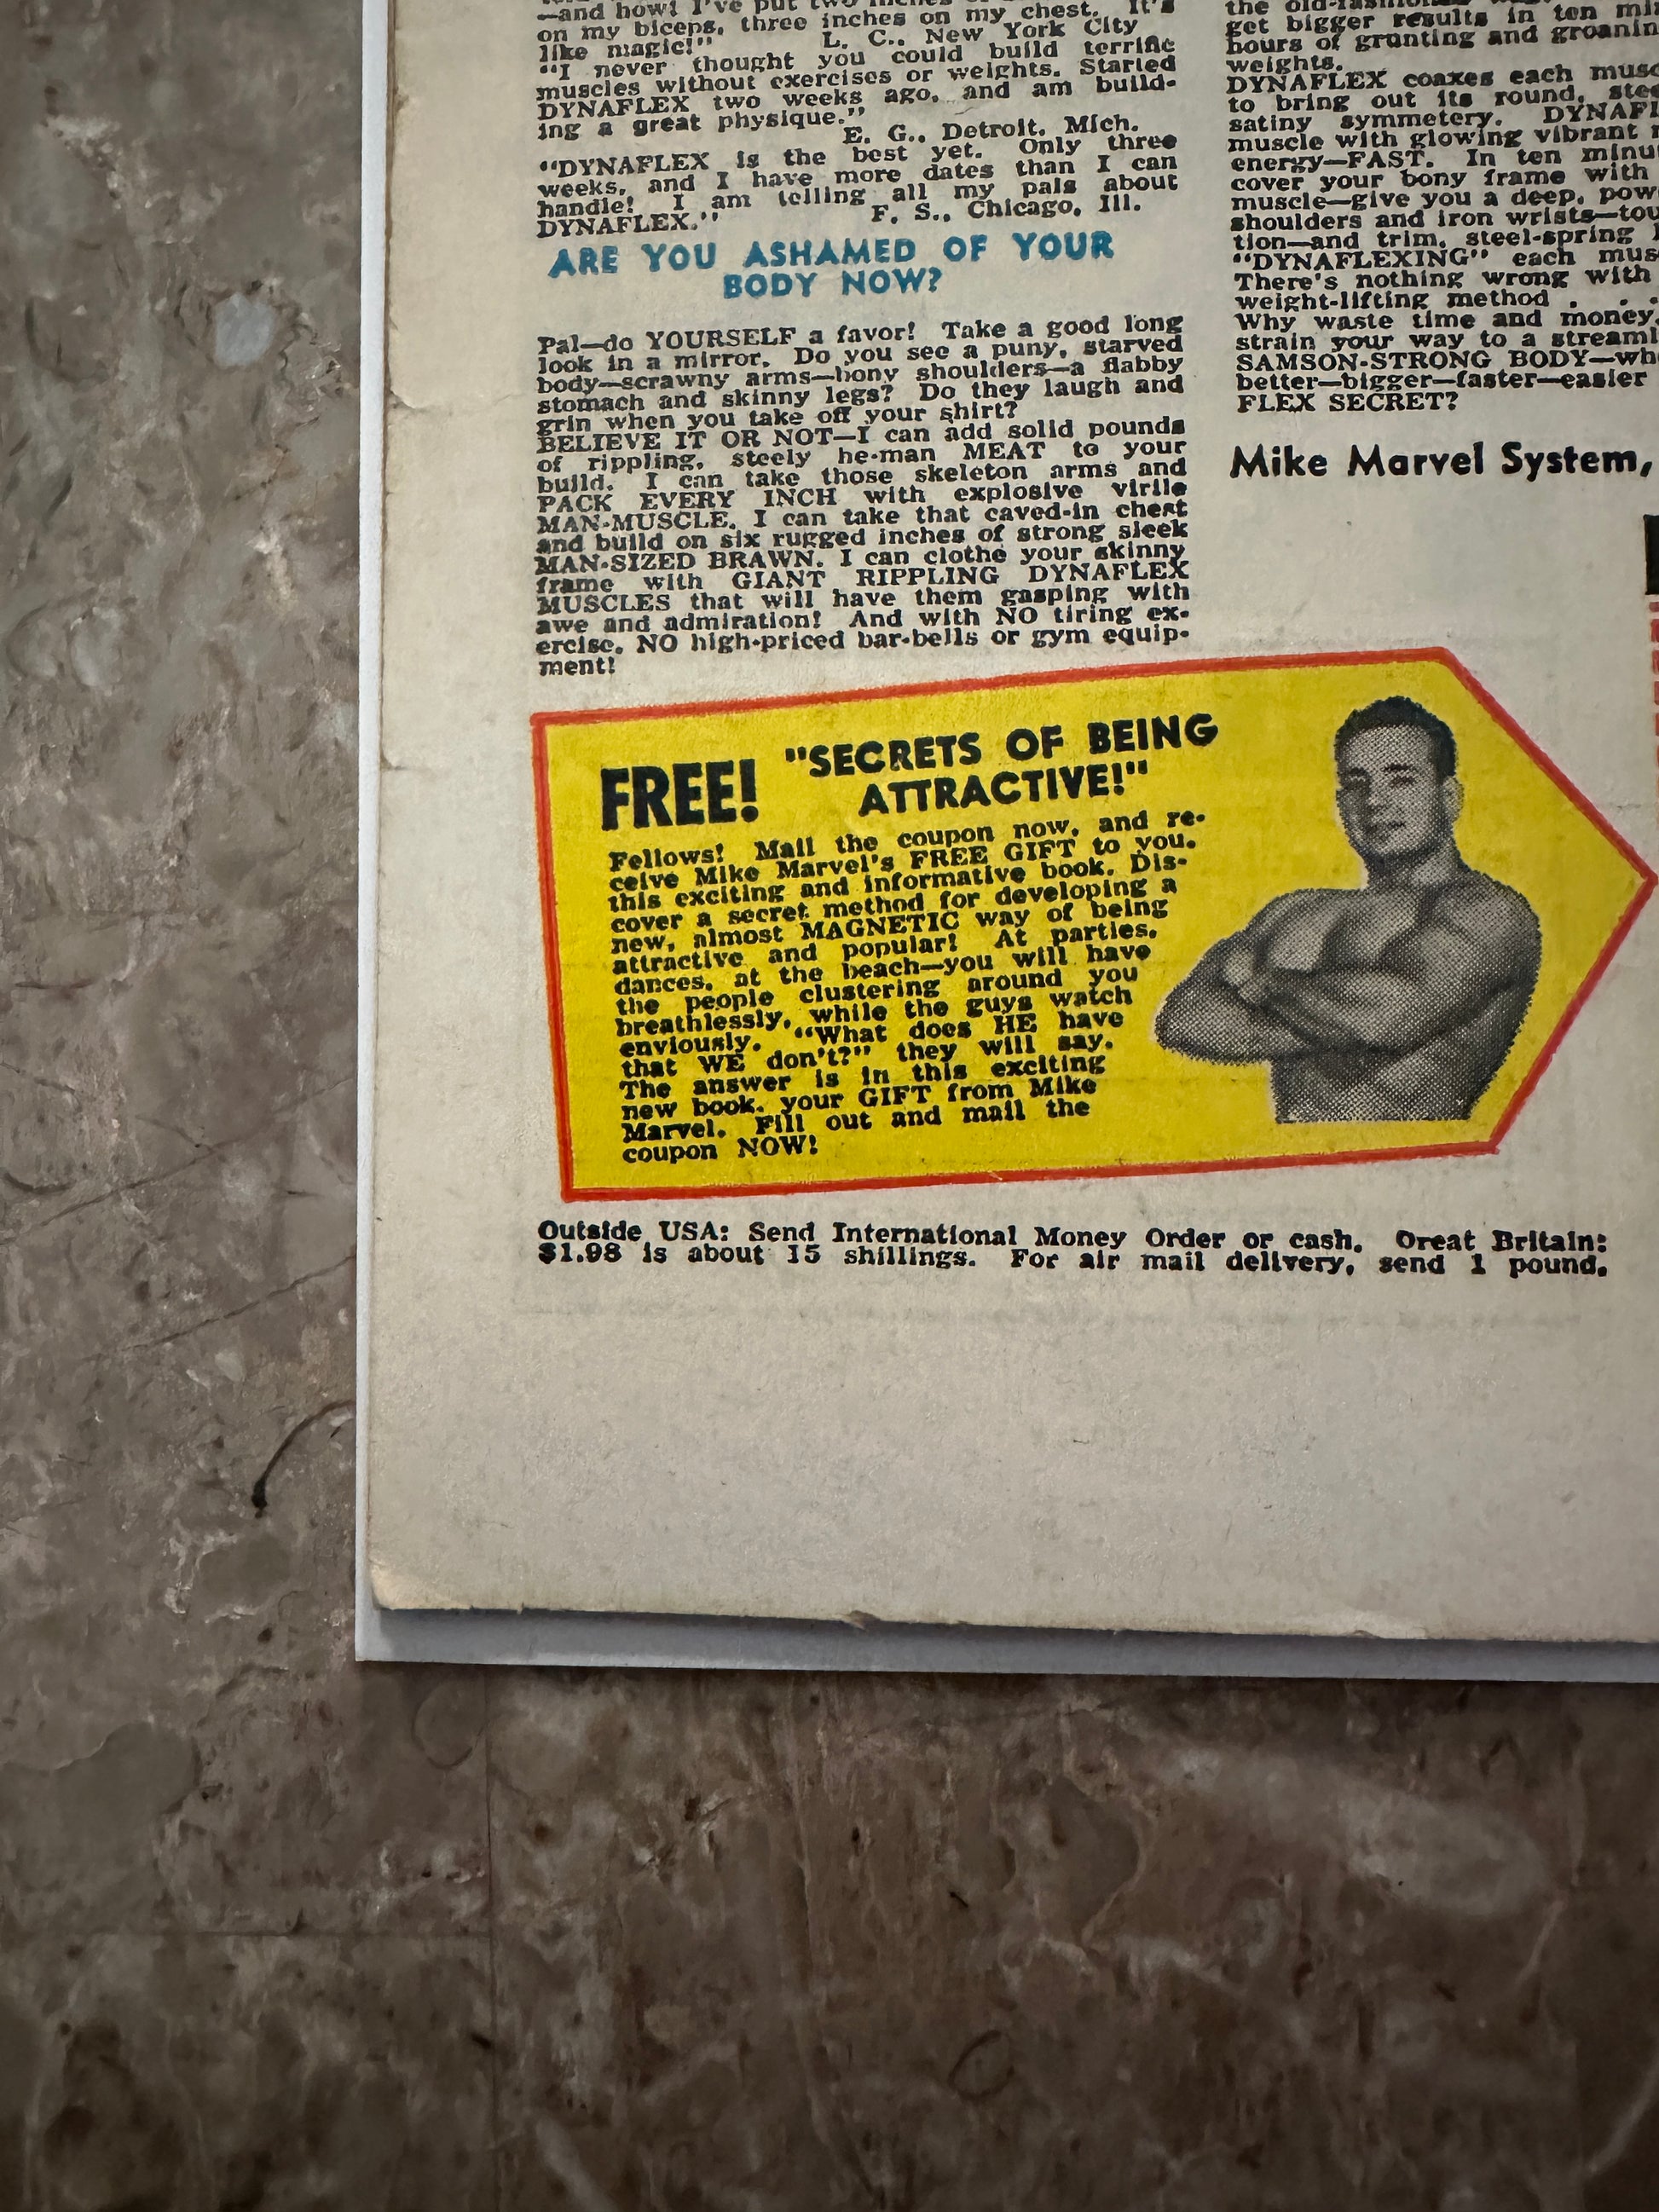 —and how! I've put two inches
on my biceps, three inches on my chest. It's
like magic!" L. C., New York City
"I never thought you could build terrific
muscles without exercises or weights. Started
DYNAFLEX two weeks ago, and am build-
ing a great physique."
E. G., Detroit, Mich.
"DYNAFLEX is the best yet. Only three
weeks, and I have more dates than I can
handle! I am telling all my pals about
DYNAFLEX." F. S., Chicago, Ill.
ARE YOU ASHAMED OF YOUR
BODY NOW?
Pal—do YOURSELF a favor! Take a good long
look in a mirror. Do you see a puny, starved
body—scrawny arms—bony shoulders—a flabby
stomach and skinny legs? Do they laugh and
grin when you take off your shirt?
BELIEVE IT OR NOT—I can add solid pounds
of rippling, steely he-man MEAT to your
build. I can take those skeleton arms and
PACK EVERY INCH with explosive virile
MAN-MUSCLE. I can take that caved-in chest
and build on six rugged inches of strong sleek
MAN-SIZED BRAWN. I can clothe your skinny
frame with GIANT RIPPLING DYNAFLEX
MUSCLES that will have them gasping with
awe and admiration! And with NO tiring ex-
ercise, NO high-priced bar-bells or gym equip-
ment!
the
get bigger results in ten
hours of grunting and
weights.
DYNAFLEX coaxes each
to bring out its round,
satiny symmetery.
muscle with glowing vibrant
energy—FAST. In ten
cover your bony frame with
muscle—give you a deep,
shoulders and iron wrists—
tion—and trim, steel-spring
"DYNAFLEXING" each
There's nothing wrong with
weight-lifting method . . .
Why waste time and money,
strain your way to a
SAMSON-STRONG BODY—
better—bigger—faster—easier
FLEX SECRET?
Mike Marvel System,
FREE! "SECRETS OF BEING
ATTRACTIVE!"
Fellows! Mail the coupon now, and re-
ceive Mike Marvel's FREE GIFT to you.
this exciting and informative book. Dis-
cover a secret method for developing a
new, almost MAGNETIC way of being
attractive and popular! At parties,
dances, at the beach—you will have
the people clustering around you
breathlessly, while the guys watch
enviously. "What does HE have
that WE don't?" they will say.
The answer is in this exciting
new book, your GIFT from Mike
Marvel. Fill out and mail the
coupon NOW!
Outside USA: Send International Money Order or cash. Great Britain:
$1.98 is about 15 shillings. For air mail delivery, send 1 pound.